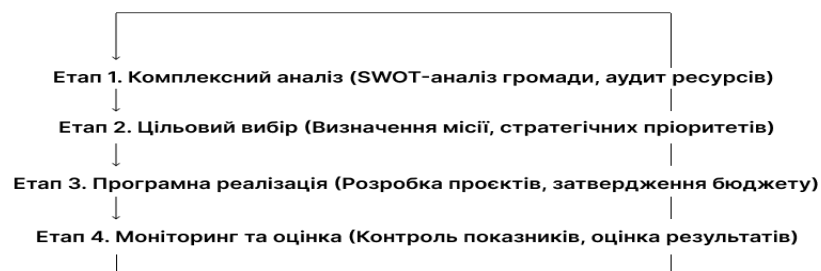 Етап 1. Комплексний аналіз (SWOT-аналіз громади, аудит ресурсів)
Етап 2. Цільовий вибір (Визначення місії, стратегічних пріоритетів)
Етап 3. Програмна реалізація (Розробка проєктів, затвердження бюджету)
Етап 4. Моніторинг та оцінка (Контроль показників, оцінка результатів)